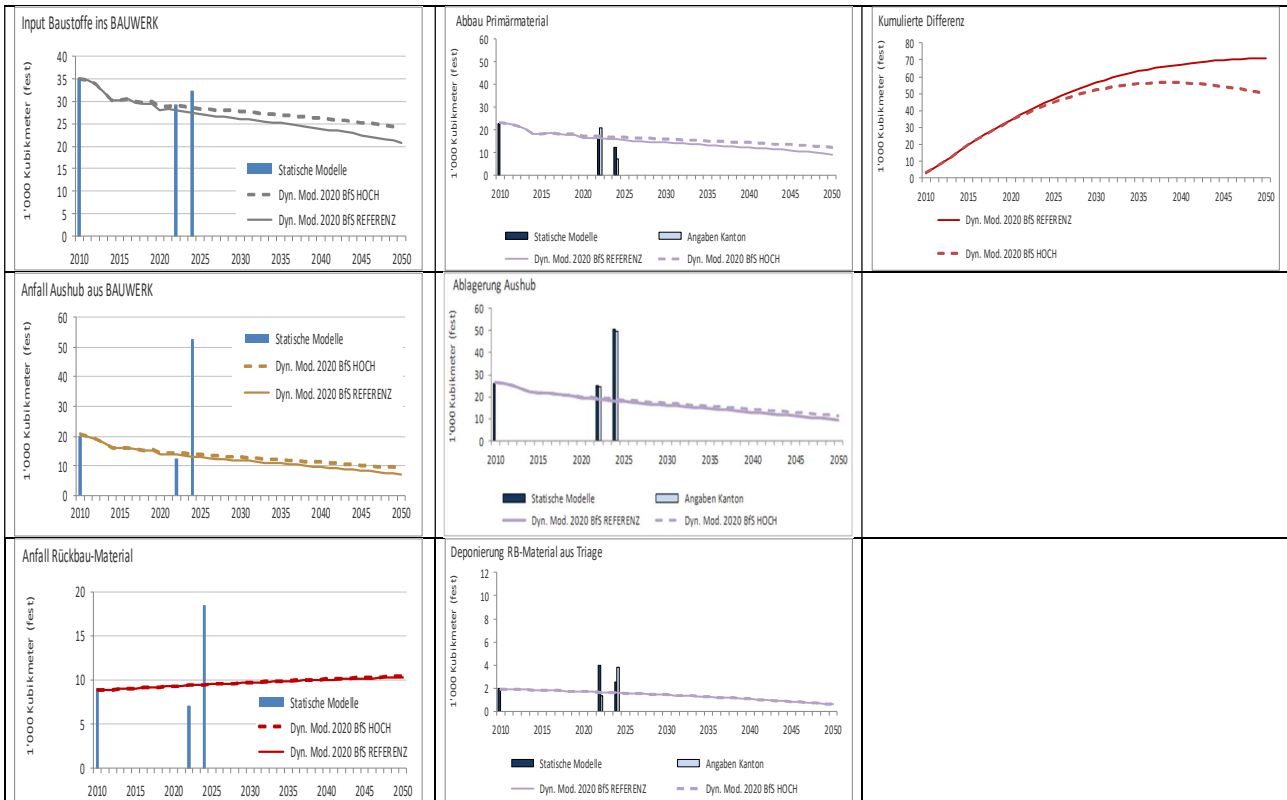 Input Baustoffe ins BAUWERK
1'000 Kubikmeter (fest)
40
35
30
25
20
15
10
5
0
Statische Modelle
Dyn. Mod. 2020 BfS HOCH
Dyn. Mod. 2020 BfS REFERENZ
2010 2015 2020 2025 2030 2035 2040 2045 2050
Abbau Primärmaterial
1'000 Kubikmeter (fest)
60
50
40
30
20
10
0
2010 2015 2020 2025 2030 2035 2040 2045 2050
Statische Modelle Angaben Kanton
Dyn. Mod. 2020 BfS REFERENZ Dyn. Mod. 2020 BfS HOCH
Kumulierte Differenz
1'000 Kubikmeter (fest)
80
70
60
50
40
30
20
10
0
2010 2015 2020 2025 2030 2035 2040 2045 2050
Dyn. Mod. 2020 BfS REFERENZ
Dyn. Mod. 2020 BfS HOCH
Anfall Aushub aus BAUWERK
1'000 Kubikmeter (fest)
60
50
40
30
20
10
0
Statische Modelle
Dyn. Mod. 2020 BfS HOCH
Dyn. Mod. 2020 BfS REFERENZ
2010 2015 2020 2025 2030 2035 2040 2045 2050
Ablagerung Aushub
1'000 Kubikmeter (fest)
60
50
40
30
20
10
0
2010 2015 2020 2025 2030 2035 2040 2045 2050
Statische Modelle Angaben Kanton
Dyn. Mod. 2020 BfS REFERENZ Dyn. Mod. 2020 BfS HOCH
Anfall Rückbau-Material
1'000 Kubikmeter (fest)
20
15
10
5
0
Statische Modelle
Dyn. Mod. 2020 BfS HOCH
Dyn. Mod. 2020 BfS REFERENZ
2010 2015 2020 2025 2030 2035 2040 2045 2050
Deponierung RB-Material aus Triage
1'000 Kubikmeter (fest)
12
10
8
6
4
2
0
2010 2015 2020 2025 2030 2035 2040 2045 2050
Statische Modelle Angaben Kanton
Dyn. Mod. 2020 BfS REFERENZ Dyn. Mod. 2020 BfS HOCH